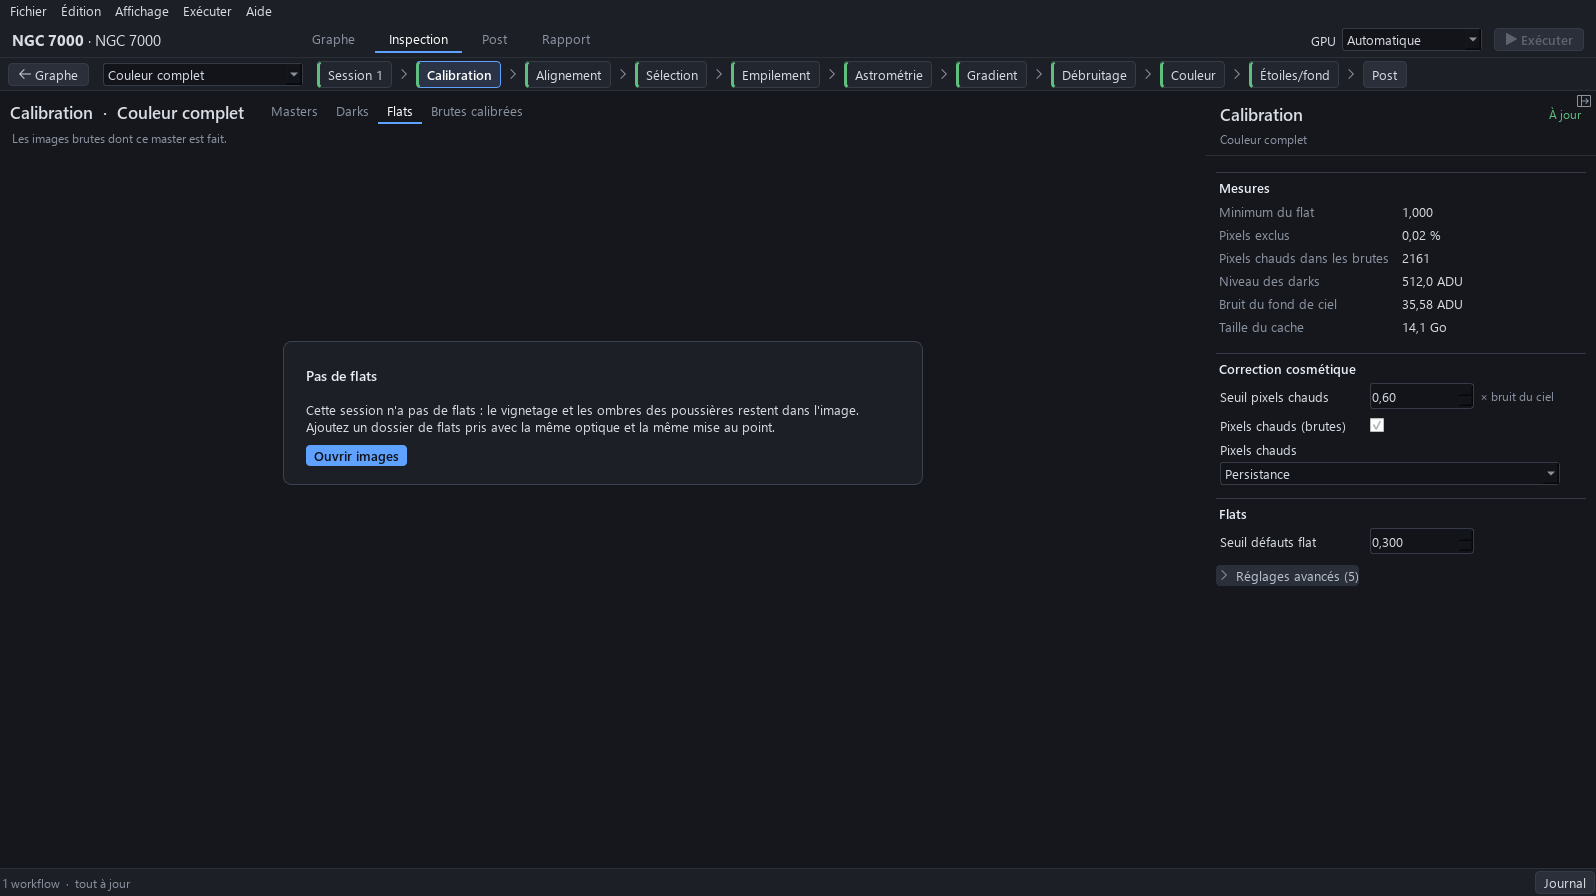 Fichier Édition Affichage Exécuter Aide
NGC 7000 · NGC 7000
Graphe Inspection Post Rapport
GPU Automatique Exécuter
Graphe Couleur complet Session 1 Calibration Alignement Sélection Empilement Astrométrie Gradient Débruitage Couleur Étoiles/fond Post
Calibration · Couleur complet Masters Darks Flats Brutes calibrées
Les images brutes dont ce master est fait.
Pas de flats
Cette session n'a pas de flats : le vignetage et les ombres des poussières restent dans l'image.
Ajoutez un dossier de flats pris avec la même optique et la même mise au point.
Ouvrir images
Calibration À jour
Couleur complet
Mesures
Minimum du flat 1,000
Pixels exclus 0,02 %
Pixels chauds dans les brutes 2161
Niveau des darks 512,0 ADU
Bruit du fond de ciel 35,58 ADU
Taille du cache 14,1 Go
Correction cosmétique
Seuil pixels chauds 0,60 × bruit du ciel
Pixels chauds (brutes)
Pixels chauds
Persistance
Flats
Seuil défauts flat 0,300
Réglages avancés (5)
1 workflow · tout à jour Journal